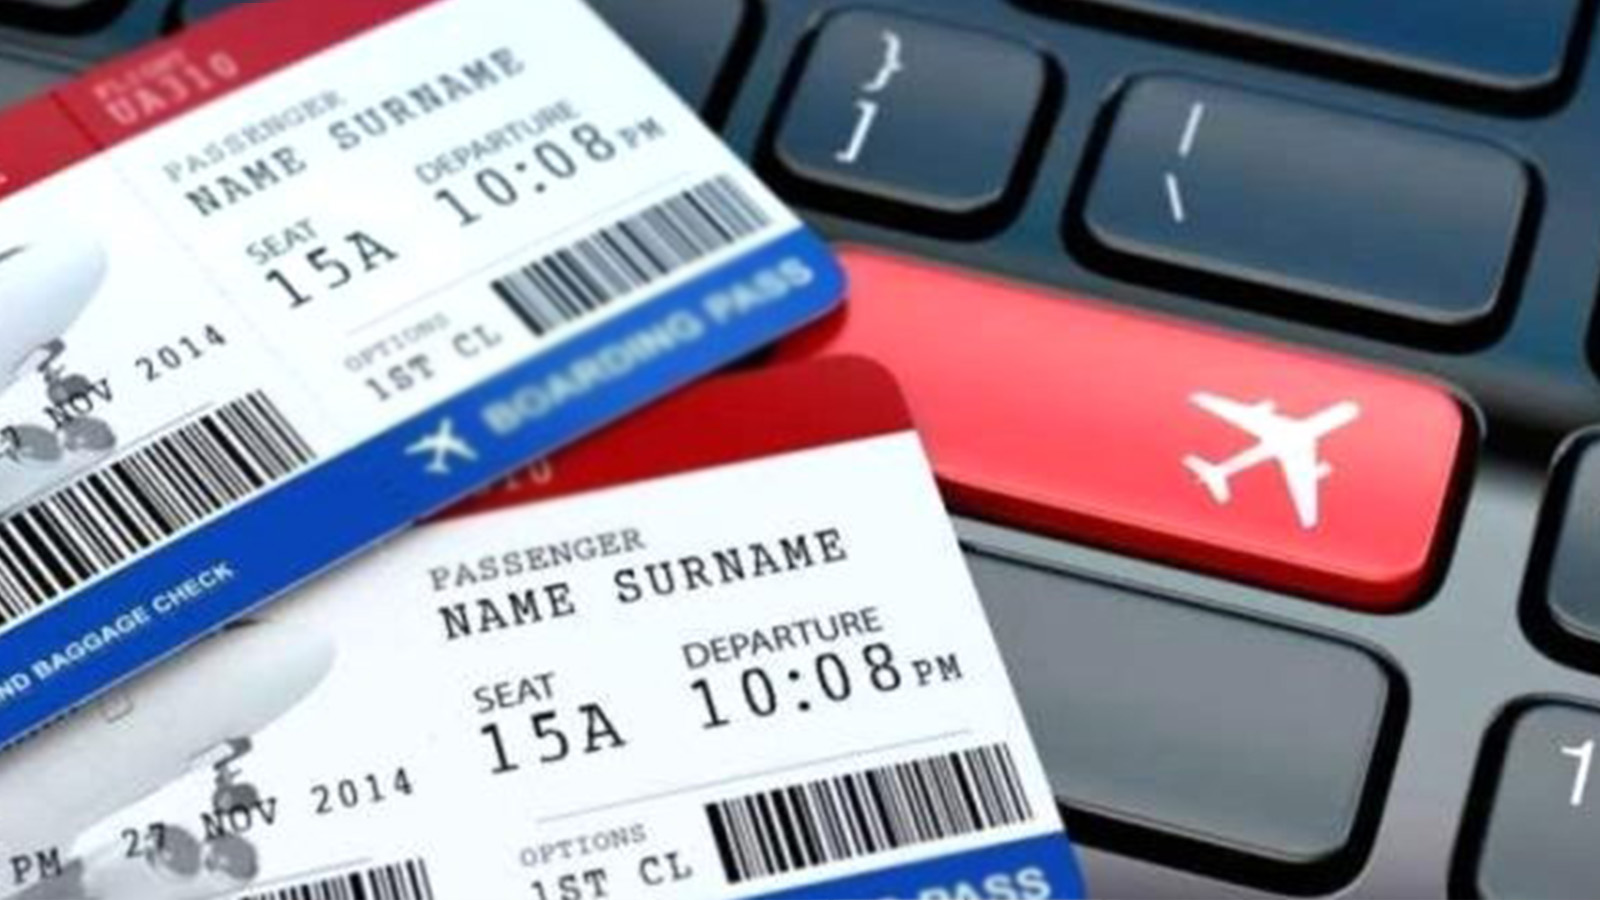 FLIGHT
UA310
PASSENGER
NAME SURNAME
SEAT
15A
DEPARTURE
10:08 PM
NOV 2014
OPTIONS
1ST CL
BOARDING PASS
BAGGAGE CHECK
PASSENGER
NAME SURNAME
SEAT
15A
DEPARTURE
10:08 PM
PM
27 NOV 2014
OPTIONS
1ST CL
PASS
}
]
|
\
1